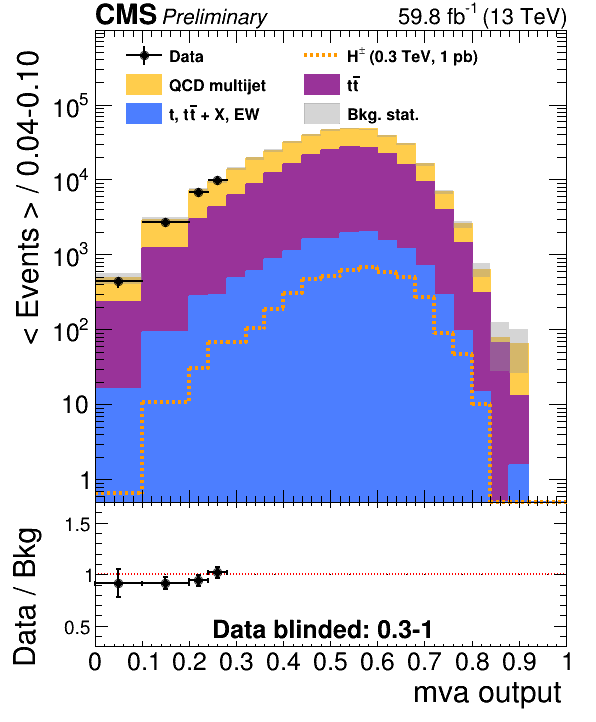 CMS Preliminary 59.8 fb⁻¹ (13 TeV)
Data
H± (0.3 TeV, 1 pb)
QCD multijet
tt̄
t, tt̄ + X, EW
Bkg. stat.
< Events > / 0.04-0.10
10⁵
10⁴
10³
10²
10
1
Data / Bkg
1.5
1
0.5
Data blinded: 0.3-1
0 0.1 0.2 0.3 0.4 0.5 0.6 0.7 0.8 0.9 1
mva output